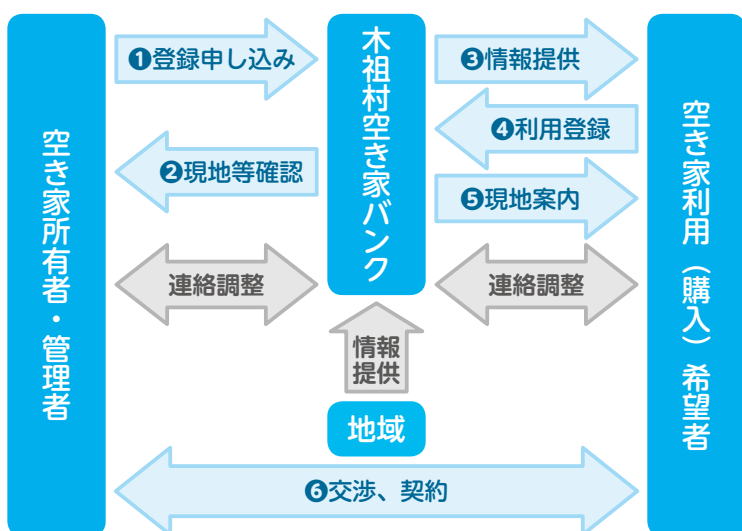 空き家所有者・管理者
❶登録申し込み
❷現地等確認
連絡調整
木祖村空き家バンク
❸情報提供
❹利用登録
❺現地案内
連絡調整
空き家利用（購入）希望者
情報
提供
地域
❻交渉、契約